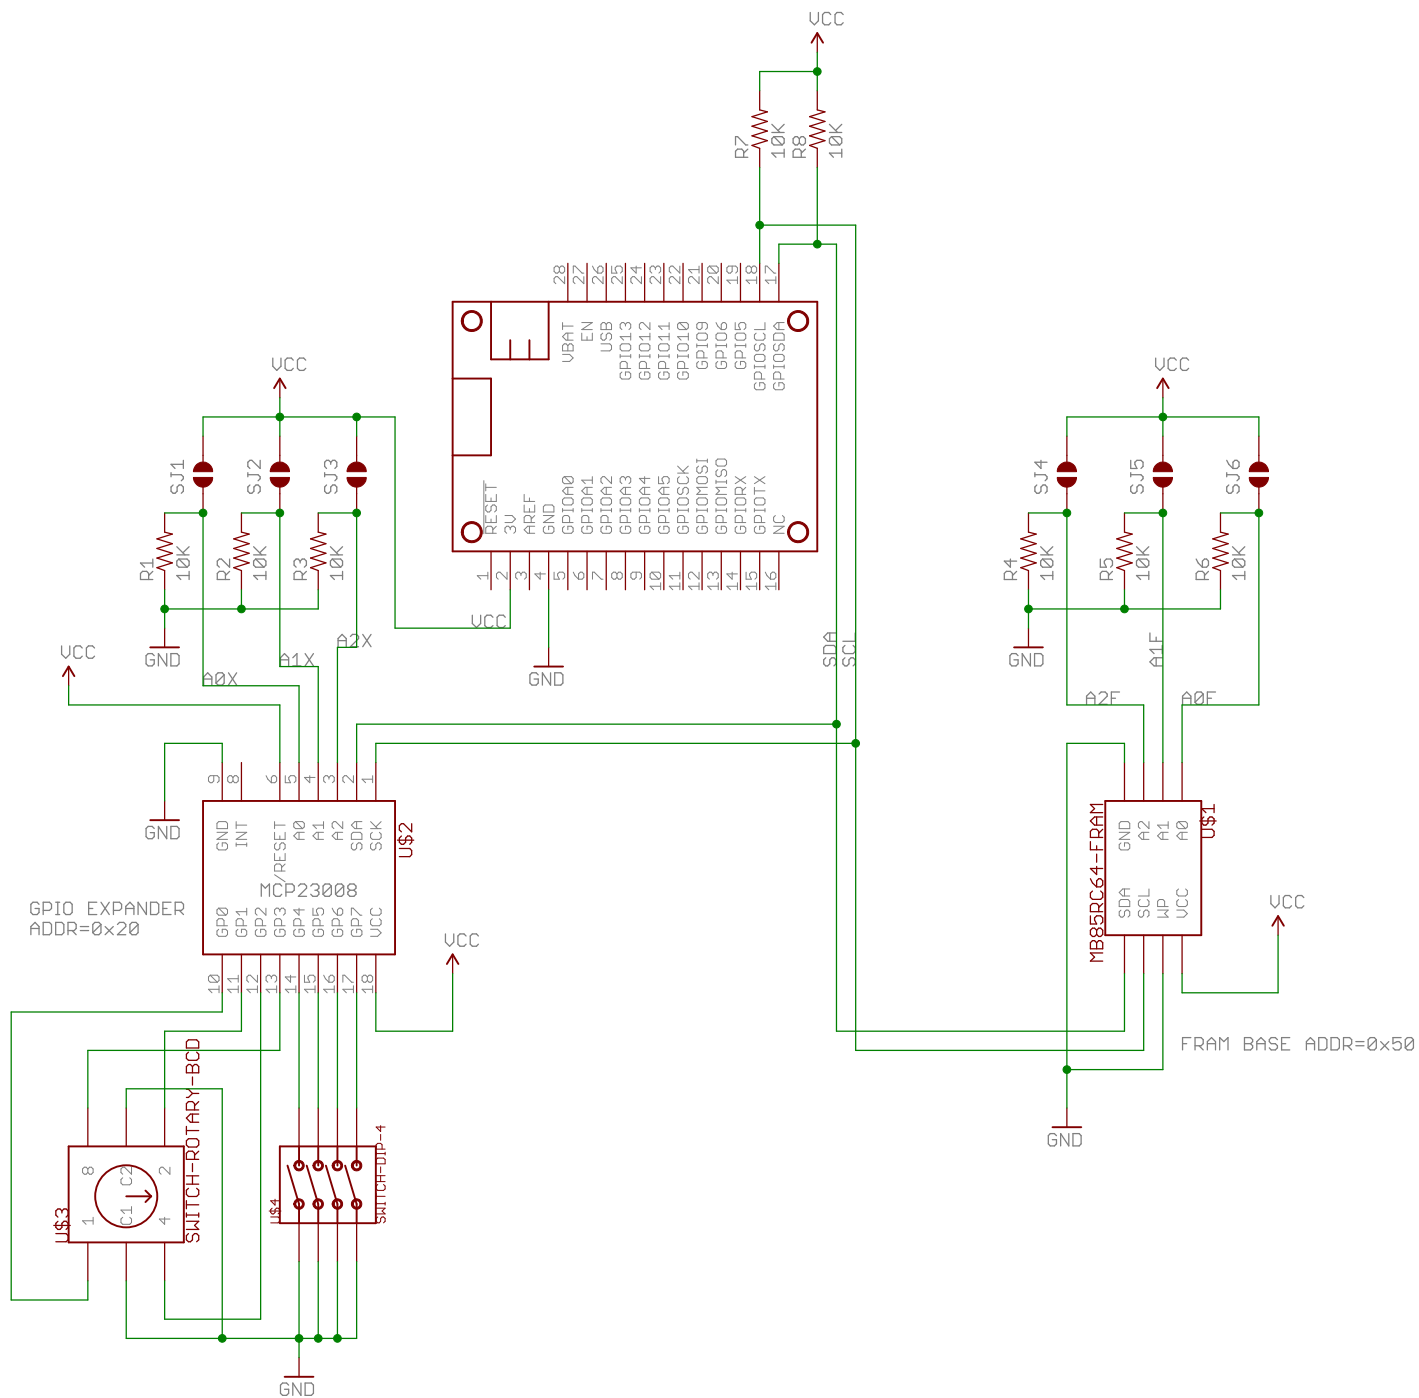 VCC
R7
10K
R8
10K
28
27
26
25
24
23
22
21
20
19
18
17
VBAT
EN
USB
GPIO13
GPIO12
GPIO11
GPIO10
GPIO9
GPIO6
GPIO5
GPIOSCL
GPIOSDA
RESET
3V
AREF
GND
GPIOA0
GPIOA1
GPIOA2
GPIOA3
GPIOA4
GPIOA5
GPIOSCK
GPIOMOSI
GPIOMISO
GPIORX
GPIOTX
NC
1
2
3
4
5
6
7
8
9
10
11
12
13
14
15
16
VCC
GND
SDA
SCL
VCC
SJ1
SJ2
SJ3
R1
10K
R2
10K
R3
10K
GND
A0X
A1X
A2X
VCC
GND
VCC
SJ4
SJ5
SJ6
R4
10K
R5
10K
R6
10K
GND
A2F
A1F
A0F
9
8
6
5
4
3
2
1
GND
INT
/RESET
A0
A1
A2
SDA
SCK
U$2
MCP23008
GP0
GP1
GP2
GP3
GP4
GP5
GP6
GP7
VCC
10
11
12
13
14
15
16
17
18
GPIO EXPANDER
ADDR=0x20
VCC
MB85RC64-FRAM
U$1
GND
A2
A1
A0
SDA
SCL
WP
VCC
VCC
FRAM BASE ADDR=0x50
GND
SWITCH-ROTARY-BCD
U$3
8
C2
2
1
C1
4
SWITCH-DIP-4
U$4
GND